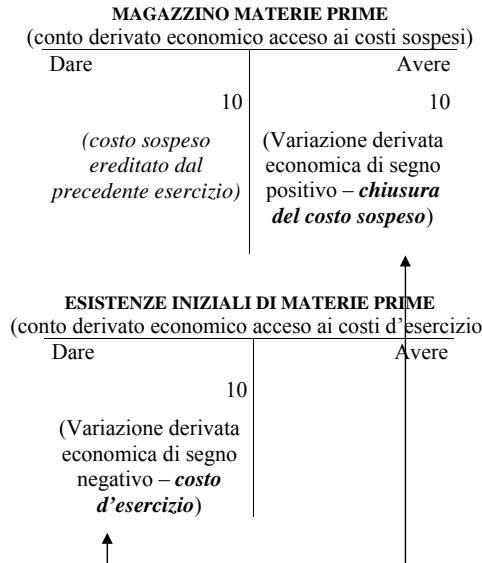 MAGAZZINO MATERIE PRIME
(conto derivato economico acceso ai costi sospesi)
Dare Avere
10 10
(costo sospeso
ereditato dal
precedente esercizio)
(Variazione derivata
economica di segno
positivo – chiusura
del costo sospeso)
ESISTENZE INIZIALI DI MATERIE PRIME
(conto derivato economico acceso ai costi d’esercizio
Dare Avere
10
(Variazione derivata
economica di segno
negativo – costo
d’esercizio)